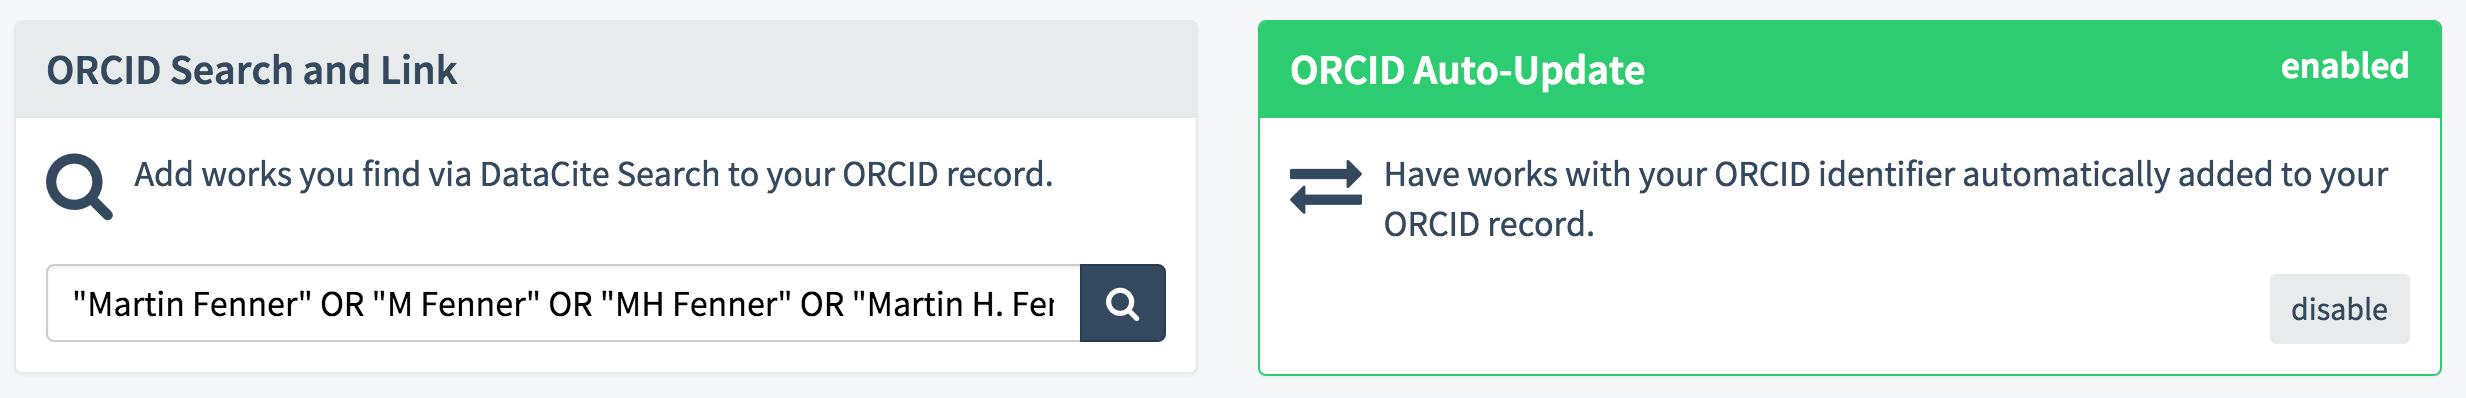 ORCID Search and Link
Add works you find via DataCite Search to your ORCID record.
"Martin Fenner" OR "M Fenner" OR "MH Fenner" OR "Martin H.
ORCID Auto-Update
enabled
Have works with your ORCID identifier automatically added to your
ORCID record.
disable